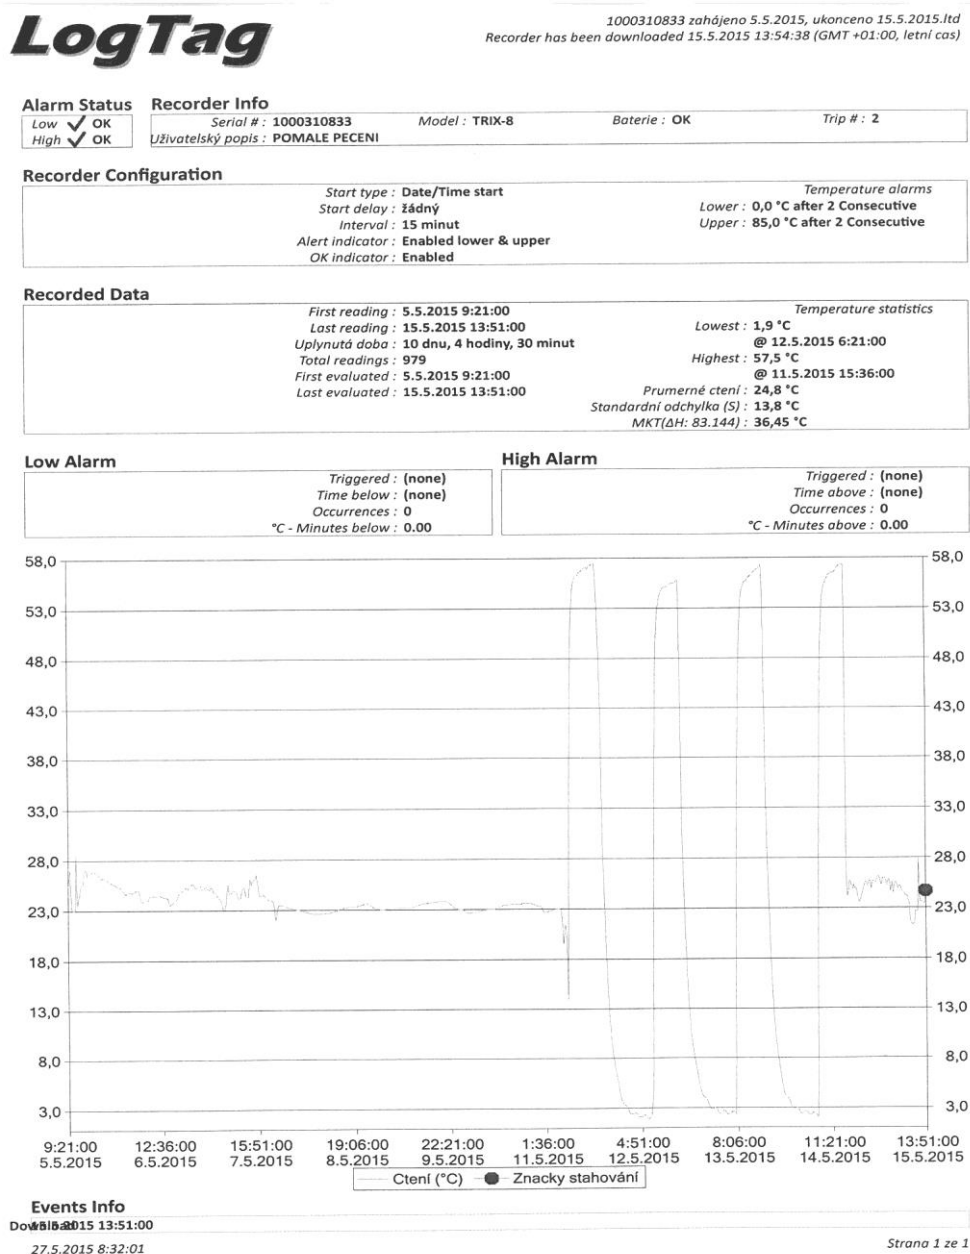 LogTag
1000310833 zahájeno 5.5.2015, ukonceno 15.5.2015.ltd
Recorder has been downloaded 15.5.2015 13:54:38 (GMT +01:00, letní cas)
Alarm Status
Low OK
High OK
Recorder Info
Serial # : 1000310833 Model : TRIX-8 Baterie : OK Trip # : 2
Uživatelský popis : POMALE PECENI
Recorder Configuration
Start type : Date/Time start
Start delay : žádný
Interval : 15 minut
Alert indicator : Enabled lower & upper
OK indicator : Enabled
Temperature alarms
Lower : 0,0 °C after 2 Consecutive
Upper : 85,0 °C after 2 Consecutive
Recorded Data
First reading : 5.5.2015 9:21:00
Last reading : 15.5.2015 13:51:00
Uplynutá doba : 10 dnu, 4 hodiny, 30 minut
Total readings : 979
First evaluated : 5.5.2015 9:21:00
Last evaluated : 15.5.2015 13:51:00
Temperature statistics
Lowest : 1,9 °C
@ 12.5.2015 6:21:00
Highest : 57,5 °C
@ 11.5.2015 15:36:00
Prumerné ctení : 24,8 °C
Standardní odchylka (S) : 13,8 °C
MKT(ΔH: 83.144) : 36,45 °C
Low Alarm
Triggered : (none)
Time below : (none)
Occurrences : 0
°C - Minutes below : 0.00
High Alarm
Triggered : (none)
Time above : (none)
Occurrences : 0
°C - Minutes above : 0.00
58,0 58,0
53,0 53,0
48,0 48,0
43,0 43,0
38,0 38,0
33,0 33,0
28,0 28,0
23,0 23,0
18,0 18,0
13,0 13,0
8,0 8,0
3,0 3,0
9:21:00 12:36:00 15:51:00 19:06:00 22:21:00 1:36:00 4:51:00 8:06:00 11:21:00 13:51:00
5.5.2015 6.5.2015 7.5.2015 8.5.2015 9.5.2015 11.5.2015 12.5.2015 13.5.2015 14.5.2015 15.5.2015
Ctení (°C) Znacky stahování
Events Info
Download 15.5.2015 13:51:00
27.5.2015 8:32:01
Strana 1 ze 1